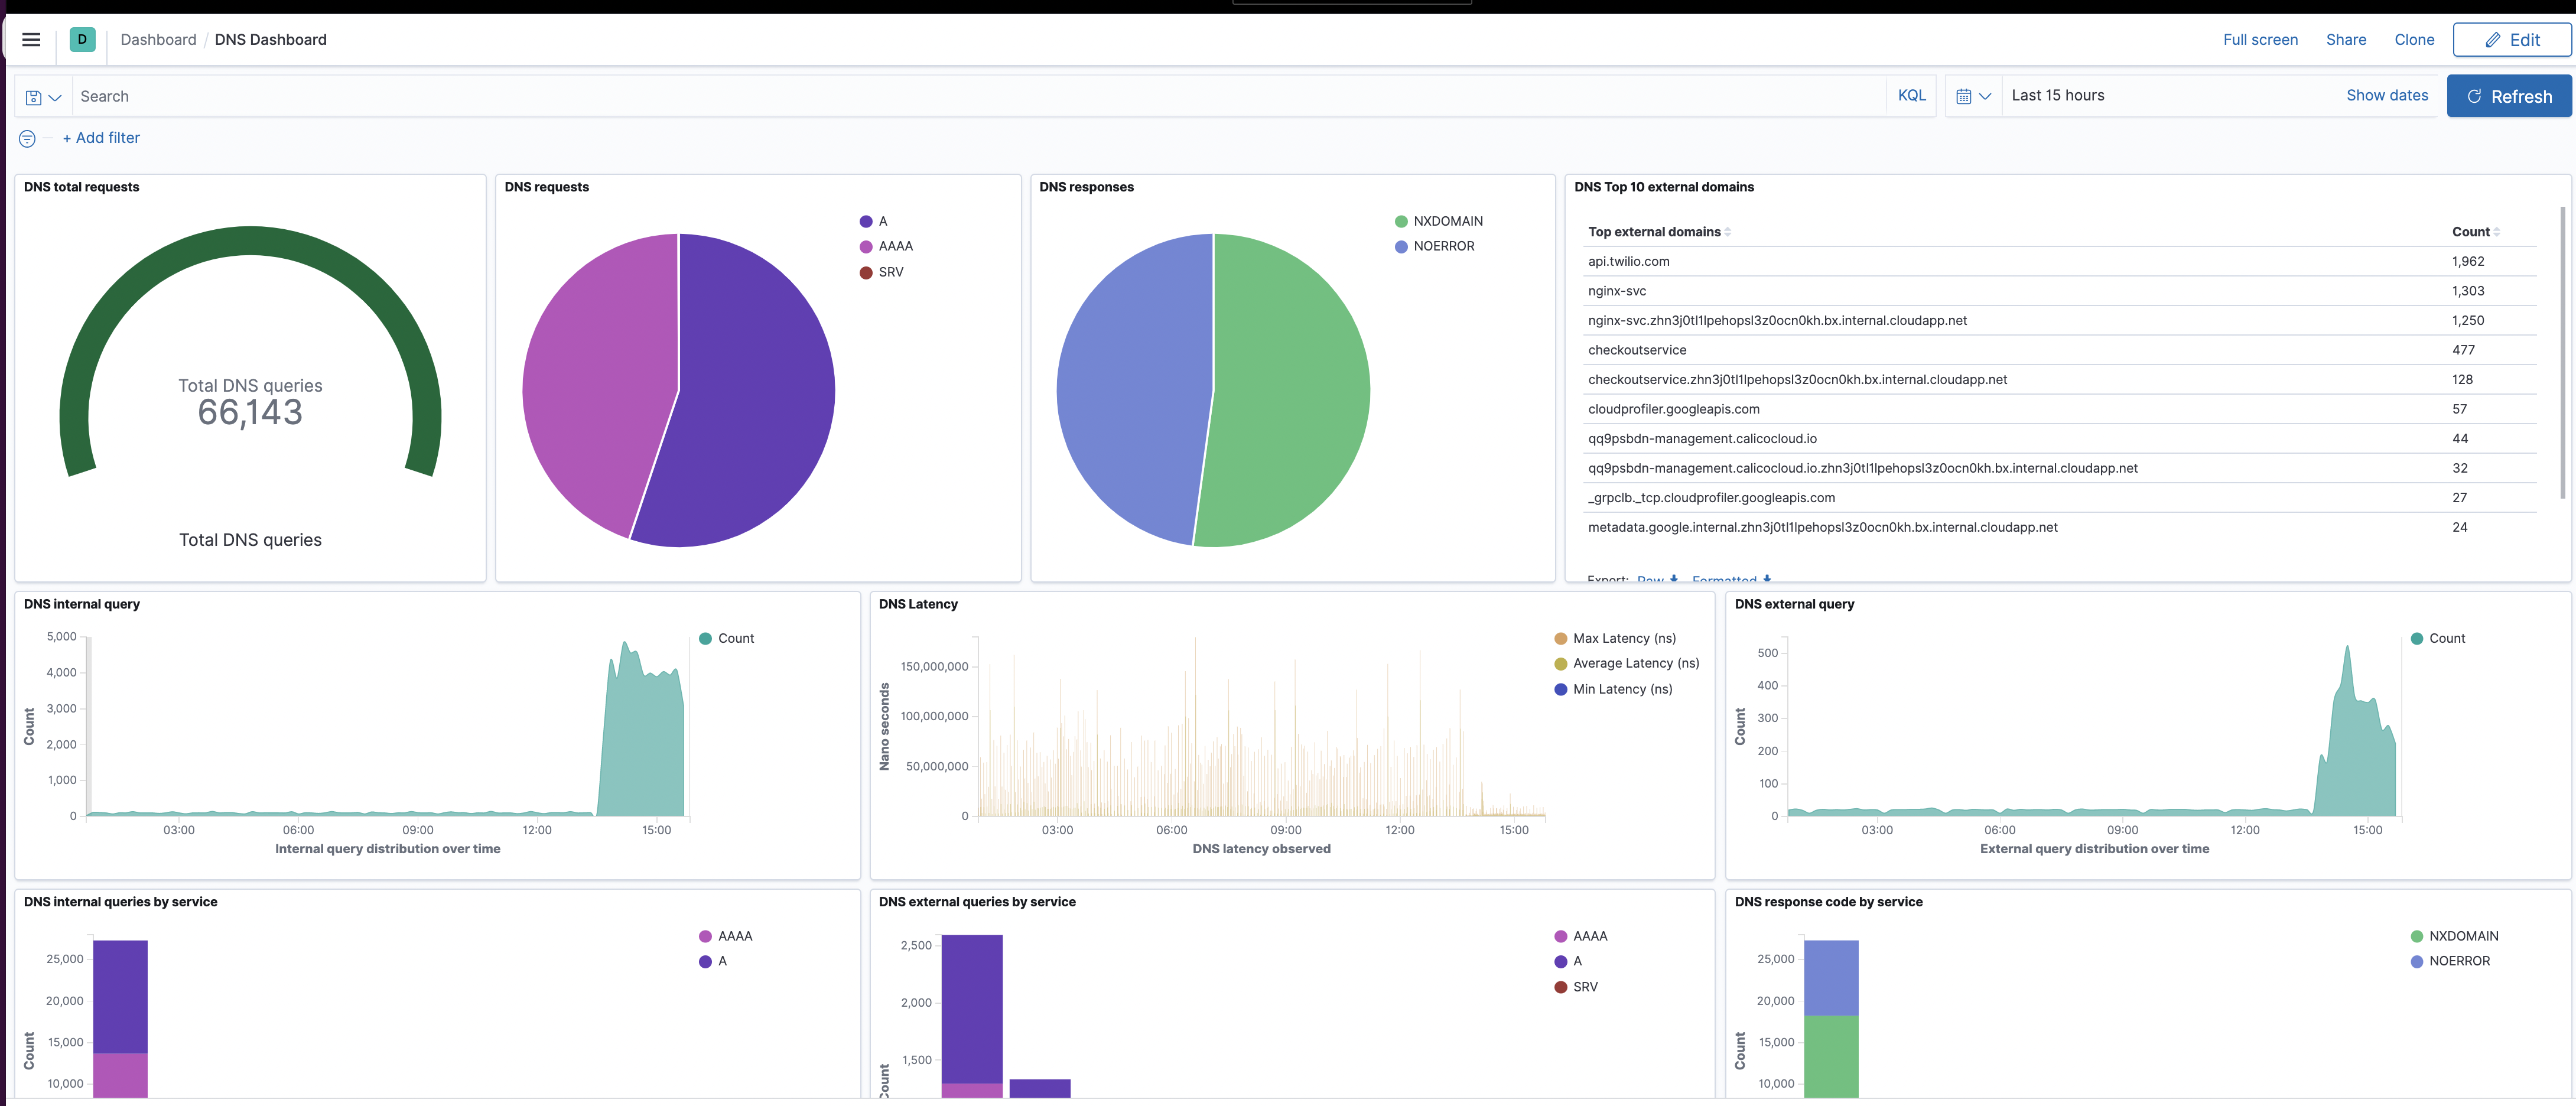 D Dashboard / DNS Dashboard Full screen Share Clone Edit
Search KQL Last 15 hours Show dates Refresh
+ Add filter
DNS total requests
Total DNS queries
66,143
Total DNS queries
DNS requests
A
AAAA
SRV
DNS responses
NXDOMAIN
NOERROR
DNS Top 10 external domains
Top external domains Count
api.twilio.com 1,962
nginx-svc 1,303
nginx-svc.zhn3j0tl1lpehopsl3z0ocn0kh.bx.internal.cloudapp.net 1,250
checkoutservice 477
checkoutservice.zhn3j0tl1lpehopsl3z0ocn0kh.bx.internal.cloudapp.net 128
cloudprofiler.googleapis.com 57
qq9psbdn-management.calicocloud.io 44
qq9psbdn-management.calicocloud.io.zhn3j0tl1lpehopsl3z0ocn0kh.bx.internal.cloudapp.net 32
_grpclb._tcp.cloudprofiler.googleapis.com 27
metadata.google.internal.zhn3j0tl1lpehopsl3z0ocn0kh.bx.internal.cloudapp.net 24
Export: Raw Formatted
DNS internal query
Count
5,000
4,000
3,000
2,000
1,000
0
Count
03:00 06:00 09:00 12:00 15:00
Internal query distribution over time
DNS Latency
Max Latency (ns)
Average Latency (ns)
Min Latency (ns)
150,000,000
100,000,000
50,000,000
0
Nano seconds
03:00 06:00 09:00 12:00 15:00
DNS latency observed
DNS external query
Count
500
400
300
200
100
0
Count
03:00 06:00 09:00 12:00 15:00
External query distribution over time
DNS internal queries by service
AAAA
A
25,000
20,000
15,000
10,000
Count
DNS external queries by service
AAAA
A
SRV
2,500
2,000
1,500
Count
DNS response code by service
NXDOMAIN
NOERROR
25,000
20,000
15,000
10,000
Count